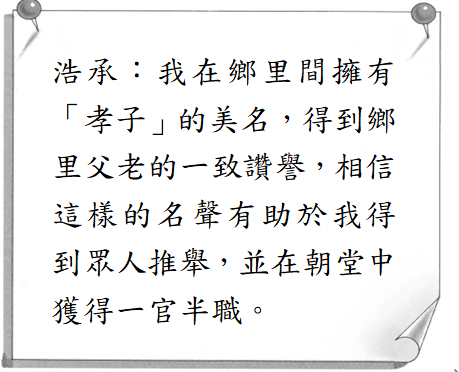 浩承：我在鄉里間擁有
「孝子」的美名，得到鄉
里父老的一致讚譽，相信
這樣的名聲有助於我得
到眾人推舉，並在朝堂中
獲得一官半職。